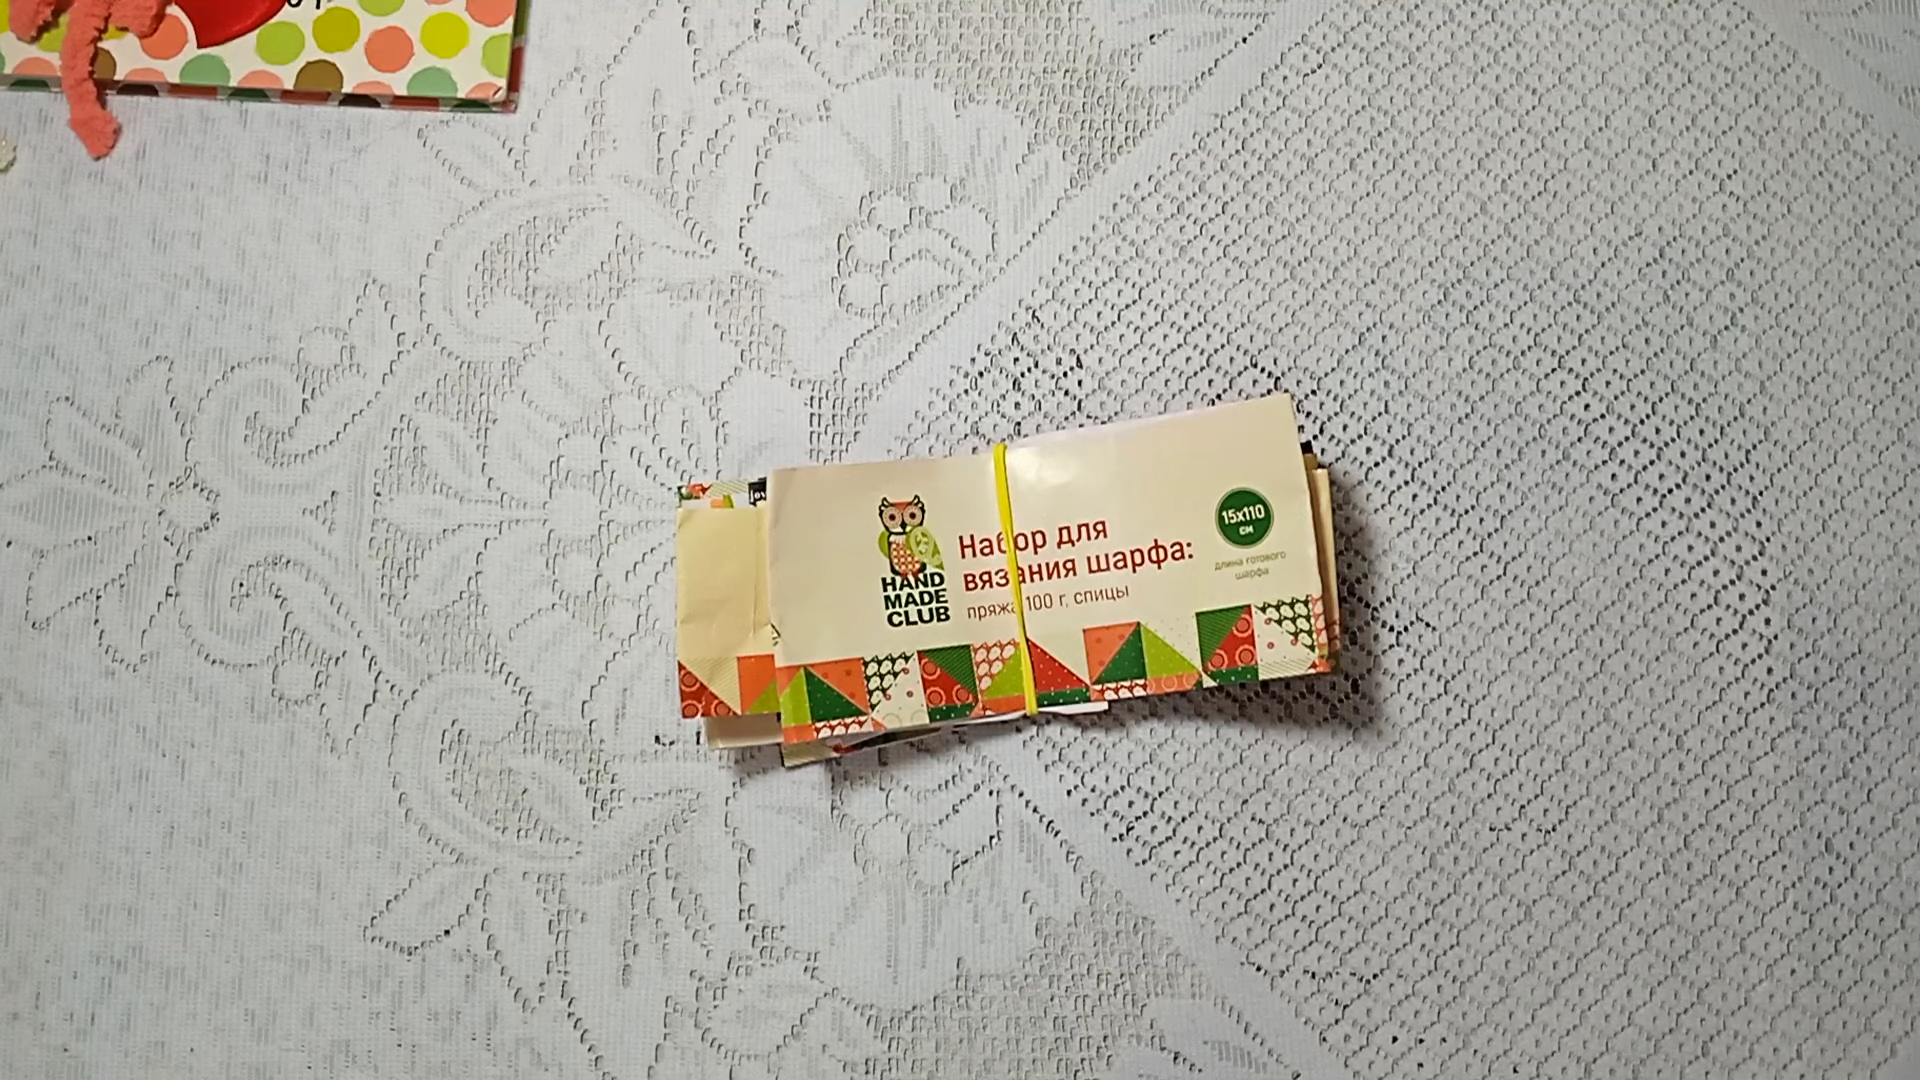 HAND
MADE
CLUB
Набор для
вязания шарфа:
пряжа 100 г, спицы
15x110
см
длина готового
шарфа